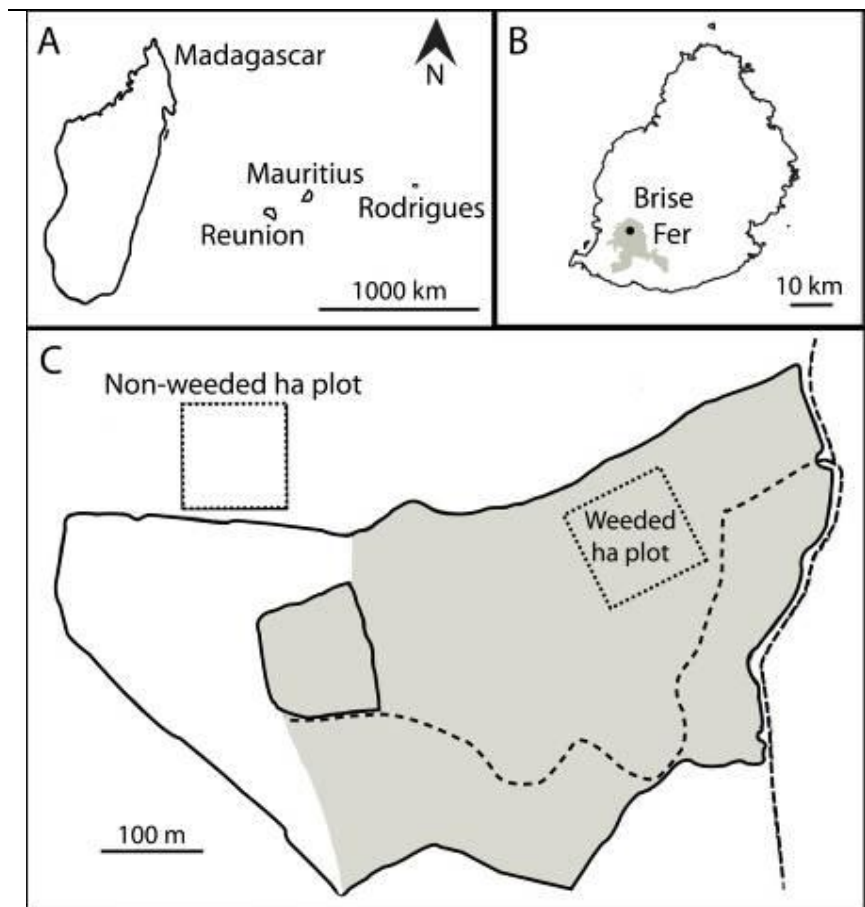 A
Madagascar
N
Mauritius
Rodrigues
Reunion
1000 km
B
Brise
Fer
10 km
C
Non-weeded ha plot
Weeded
ha plot
100 m